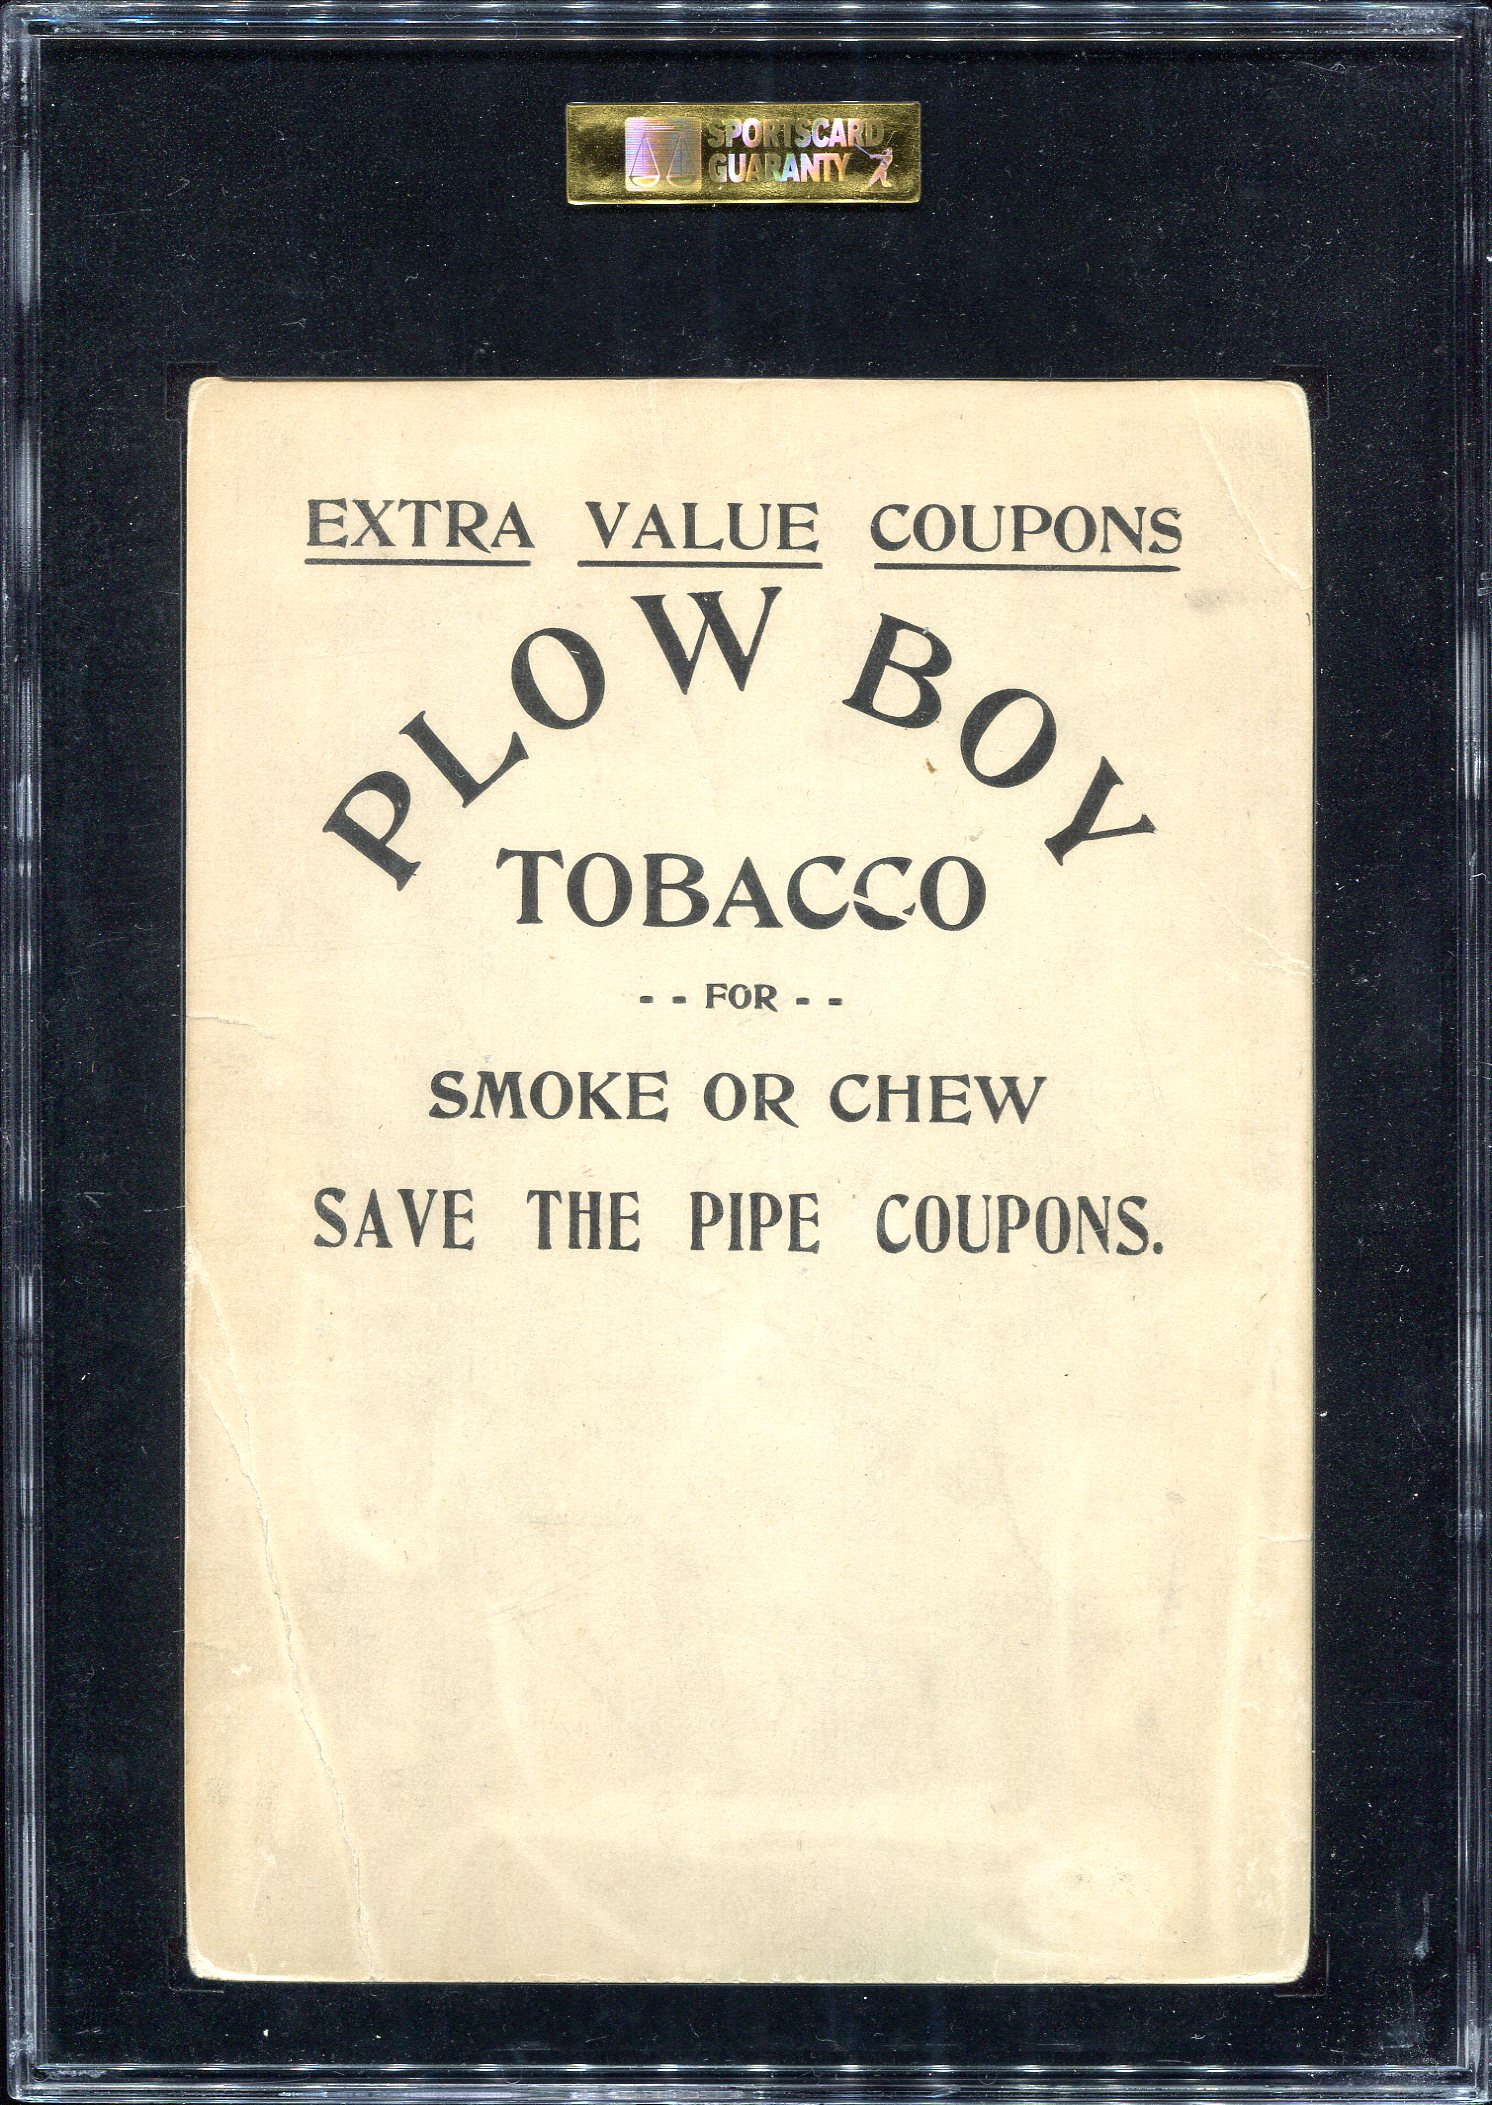 SPORTSCARD
GUARANTY
EXTRA VALUE COUPONS
PLOW BOY
TOBACCO
- - FOR - -
SMOKE OR CHEW
SAVE THE PIPE COUPONS.